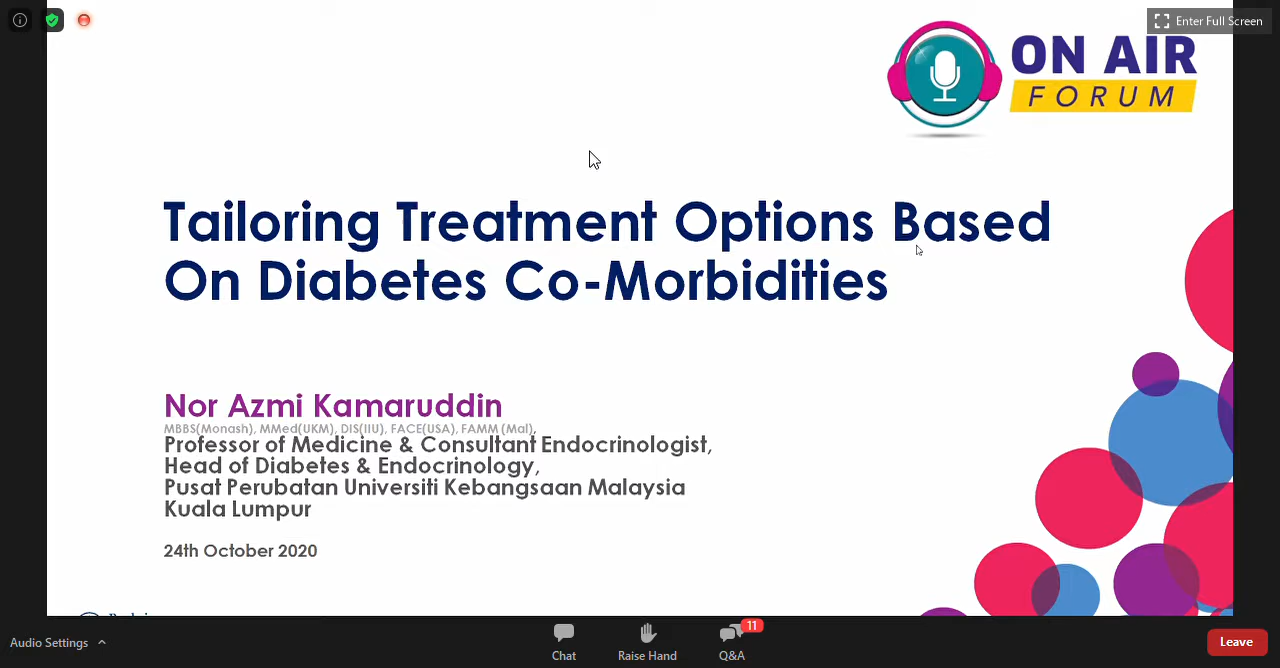 Enter Full Screen
ON AIR
FORUM
Tailoring Treatment Options Based
On Diabetes Co-Morbidities
Nor Azmi Kamaruddin
MBBS(Monash), MMed(UKM), DIS(IIU), FACE(USA), FAMM (Mal),
Professor of Medicine & Consultant Endocrinologist,
Head of Diabetes & Endocrinology,
Pusat Perubatan Universiti Kebangsaan Malaysia
Kuala Lumpur
24th October 2020
Audio Settings
Chat
Raise Hand
11
Q&A
Leave